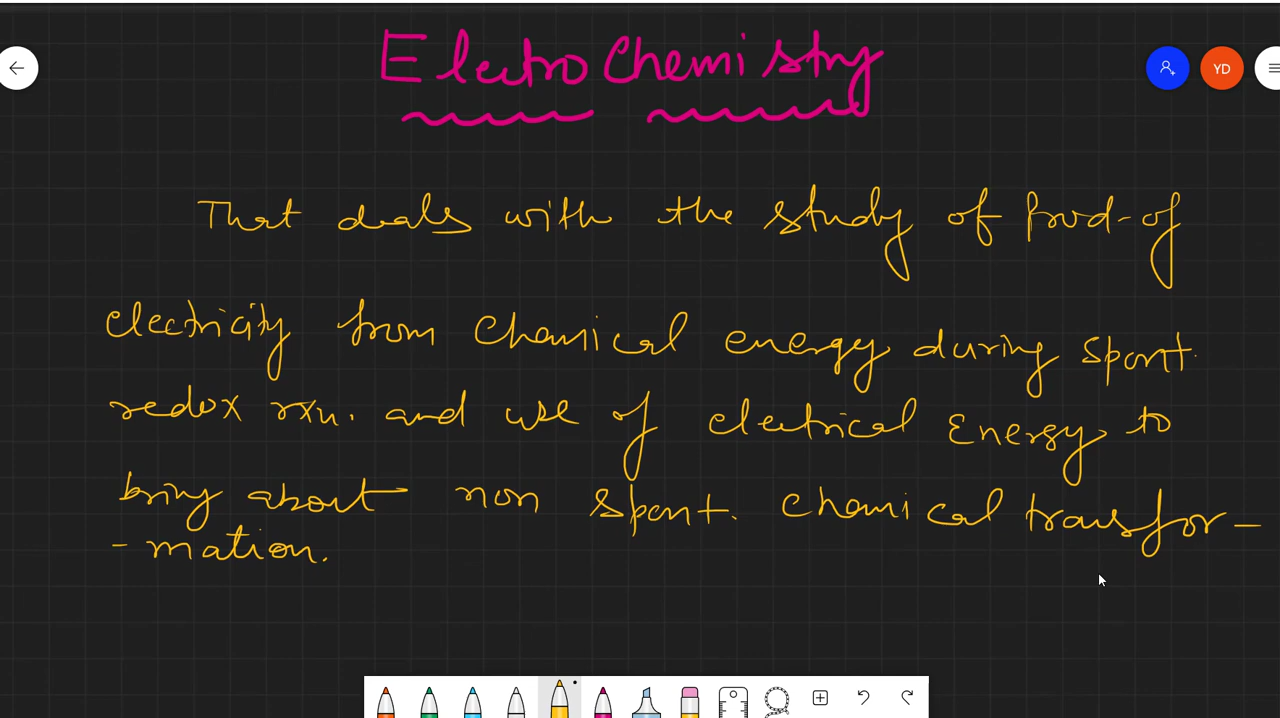 ElectroChemistry
YD
That deals with the study of prod- of
electricity from chemical energy during spont.
redox rxn. and use of electrical Energy to
bring about non spont. chemical transfor-
-mation.